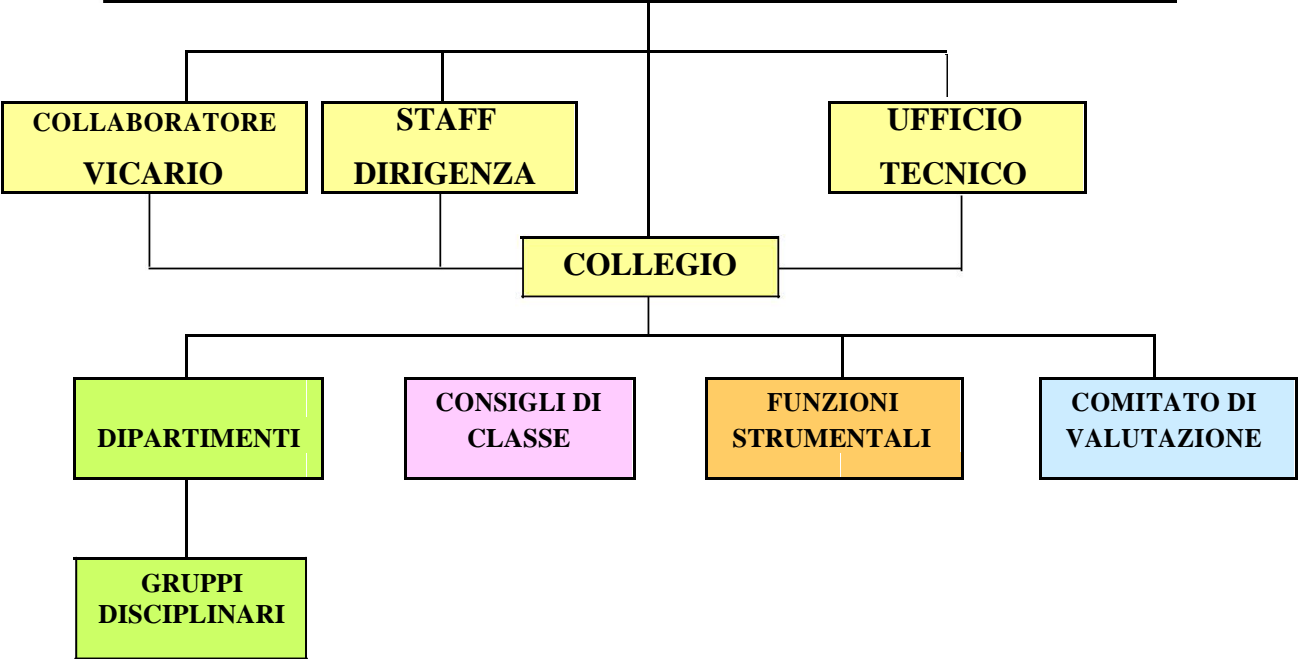 COLLABORATORE
VICARIO
STAFF
DIRIGENZA
UFFICIO
TECNICO
COLLEGIO
DIPARTIMENTI
CONSIGLI DI
CLASSE
FUNZIONI
STRUMENTALI
COMITATO DI
VALUTAZIONE
GRUPPI
DISCIPLINARI